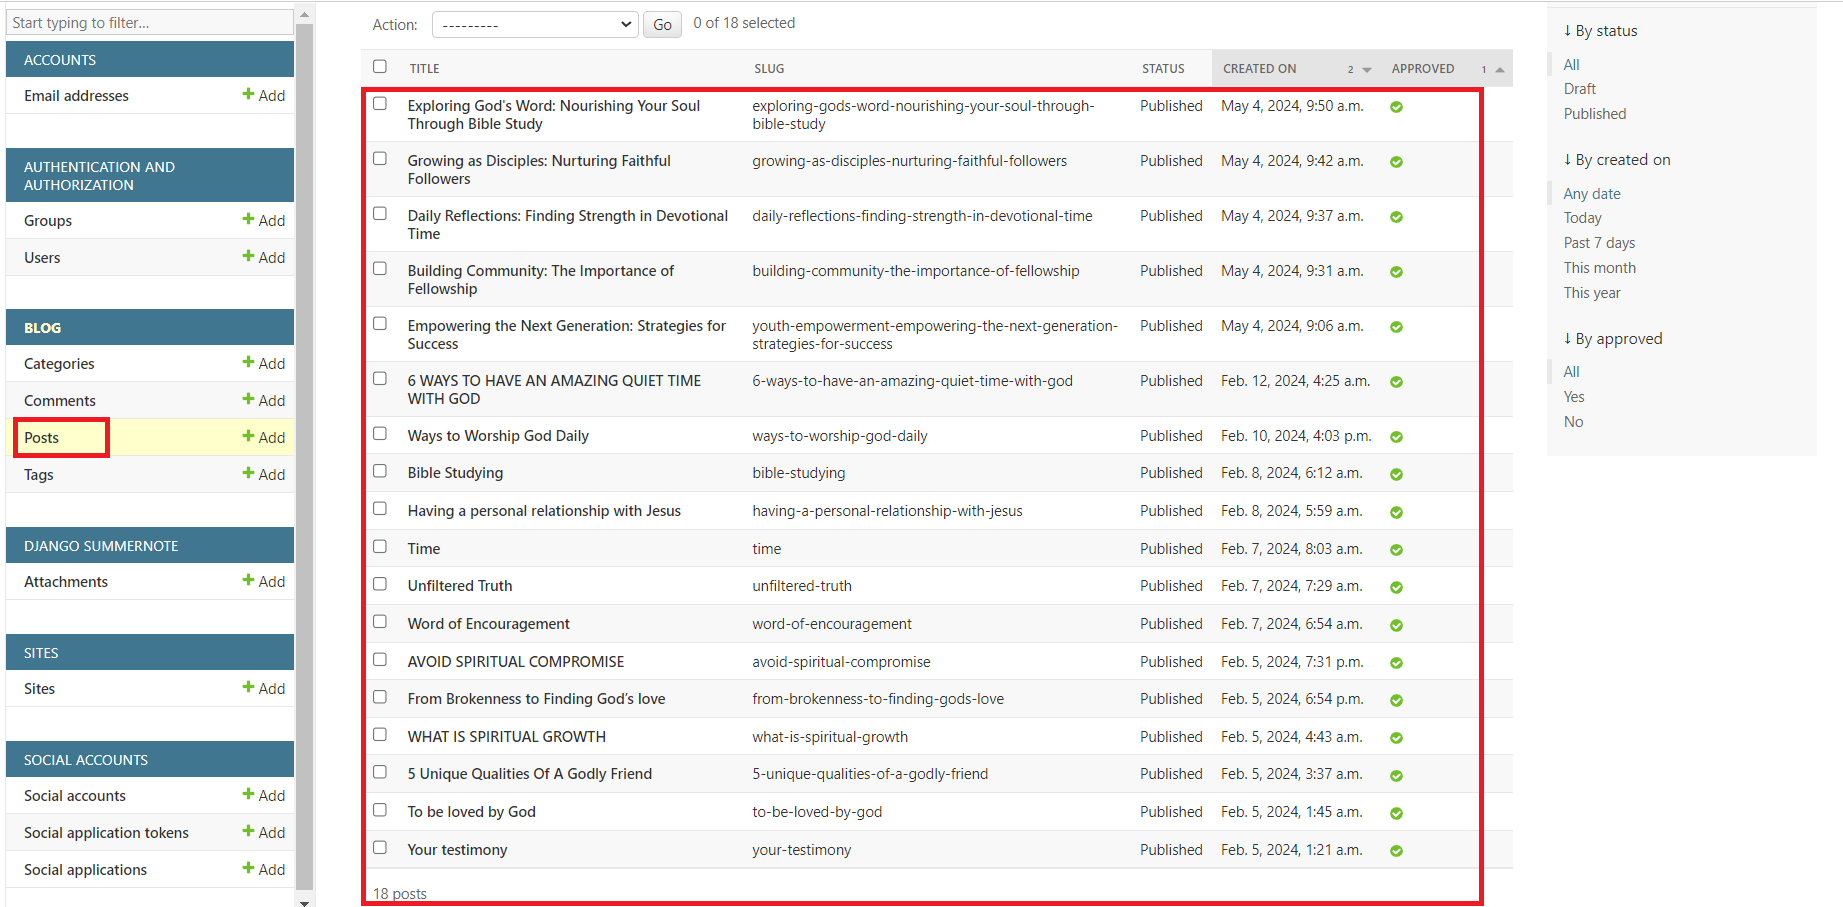 Start typing to filter...
ACCOUNTS
Email addresses
Add
AUTHENTICATION AND
AUTHORIZATION
Groups
Add
Users
Add
BLOG
Categories
Add
Comments
Add
Posts
Add
Tags
Add
DJANGO SUMMERNOTE
Attachments
Add
SITES
Sites
Add
SOCIAL ACCOUNTS
Social accounts
Add
Social application tokens
Add
Social applications
Add
Action: --------- Go 0 of 18 selected
TITLE SLUG STATUS CREATED ON 2 APPROVED 1
Exploring God's Word: Nourishing Your Soul
Through Bible Study
exploring-gods-word-nourishing-your-soul-through-
bible-study
Published May 4, 2024, 9:50 a.m.
Growing as Disciples: Nurturing Faithful
Followers
growing-as-disciples-nurturing-faithful-followers
Published May 4, 2024, 9:42 a.m.
Daily Reflections: Finding Strength in Devotional
Time
daily-reflections-finding-strength-in-devotional-time
Published May 4, 2024, 9:37 a.m.
Building Community: The Importance of
Fellowship
building-community-the-importance-of-fellowship
Published May 4, 2024, 9:31 a.m.
Empowering the Next Generation: Strategies for
Success
youth-empowerment-empowering-the-next-generation-
strategies-for-success
Published May 4, 2024, 9:06 a.m.
6 WAYS TO HAVE AN AMAZING QUIET TIME
WITH GOD
6-ways-to-have-an-amazing-quiet-time-with-god
Published Feb. 12, 2024, 4:25 a.m.
Ways to Worship God Daily ways-to-worship-god-daily Published Feb. 10, 2024, 4:03 p.m.
Bible Studying bible-studying Published Feb. 8, 2024, 6:12 a.m.
Having a personal relationship with Jesus having-a-personal-relationship-with-jesus Published Feb. 8, 2024, 5:59 a.m.
Time time Published Feb. 7, 2024, 8:03 a.m.
Unfiltered Truth unfiltered-truth Published Feb. 7, 2024, 7:29 a.m.
Word of Encouragement word-of-encouragement Published Feb. 7, 2024, 6:54 a.m.
AVOID SPIRITUAL COMPROMISE avoid-spiritual-compromise Published Feb. 5, 2024, 7:31 p.m.
From Brokenness to Finding God’s love from-brokenness-to-finding-gods-love Published Feb. 5, 2024, 6:54 p.m.
WHAT IS SPIRITUAL GROWTH what-is-spiritual-growth Published Feb. 5, 2024, 4:43 a.m.
5 Unique Qualities Of A Godly Friend 5-unique-qualities-of-a-godly-friend Published Feb. 5, 2024, 3:37 a.m.
To be loved by God to-be-loved-by-god Published Feb. 5, 2024, 1:45 a.m.
Your testimony your-testimony Published Feb. 5, 2024, 1:21 a.m.
18 posts
↓ By status
All
Draft
Published
↓ By created on
Any date
Today
Past 7 days
This month
This year
↓ By approved
All
Yes
No